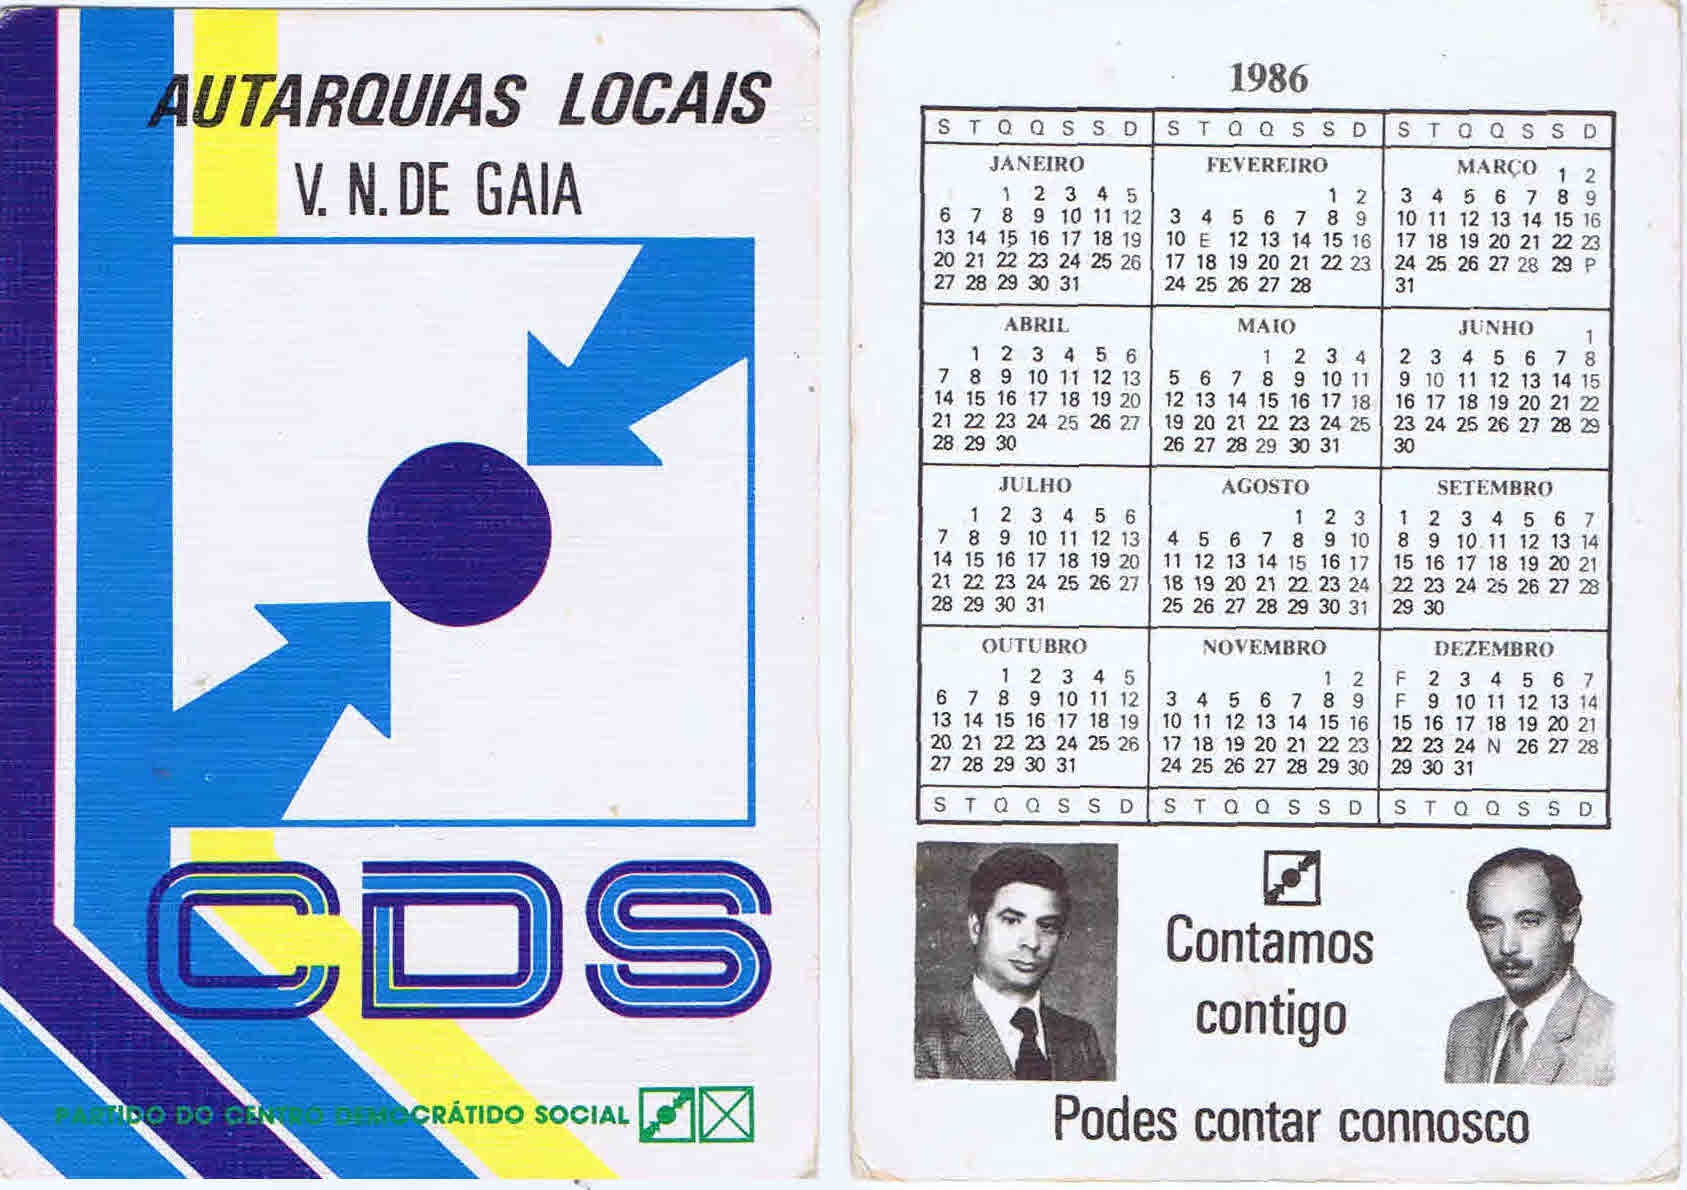 AUTARQUIAS LOCAIS
V. N. DE GAIA
CDS
PARTIDO DO CENTRO DEMOCRÁTIDO SOCIAL
1986
S T Q Q S S D S T Q Q S S D S T Q Q S S D
JANEIRO
1 2 3 4 5
6 7 8 9 10 11 12
13 14 15 16 17 18 19
20 21 22 23 24 25 26
27 28 29 30 31
FEVEREIRO
1 2
3 4 5 6 7 8 9
10 E 12 13 14 15 16
17 18 19 20 21 22 23
24 25 26 27 28
MARÇO 1 2
3 4 5 6 7 8 9
10 11 12 13 14 15 16
17 18 19 20 21 22 23
24 25 26 27 28 29 P
31
ABRIL
1 2 3 4 5 6
7 8 9 10 11 12 13
14 15 16 17 18 19 20
21 22 23 24 25 26 27
28 29 30
MAIO
1 2 3 4
5 6 7 8 9 10 11
12 13 14 15 16 17 18
19 20 21 22 23 24 25
26 27 28 29 30 31
JUNHO 1
2 3 4 5 6 7 8
9 10 11 12 13 14 15
16 17 18 19 20 21 22
23 24 25 26 27 28 29
30
JULHO
1 2 3 4 5 6
7 8 9 10 11 12 13
14 15 16 17 18 19 20
21 22 23 24 25 26 27
28 29 30 31
AGOSTO
1 2 3
4 5 6 7 8 9 10
11 12 13 14 15 16 17
18 19 20 21 22 23 24
25 26 27 28 29 30 31
SETEMBRO
1 2 3 4 5 6 7
8 9 10 11 12 13 14
15 16 17 18 19 20 21
22 23 24 25 26 27 28
29 30
OUTUBRO
1 2 3 4 5
6 7 8 9 10 11 12
13 14 15 16 17 18 19
20 21 22 23 24 25 26
27 28 29 30 31
NOVEMBRO
1 2
3 4 5 6 7 8 9
10 11 12 13 14 15 16
17 18 19 20 21 22 23
24 25 26 27 28 29 30
DEZEMBRO
F 2 3 4 5 6 7
F 9 10 11 12 13 14
15 16 17 18 19 20 21
22 23 24 N 26 27 28
29 30 31
S T Q Q S S D S T Q Q S S D S T Q Q S S D
Contamos
contigo
Podes contar connosco